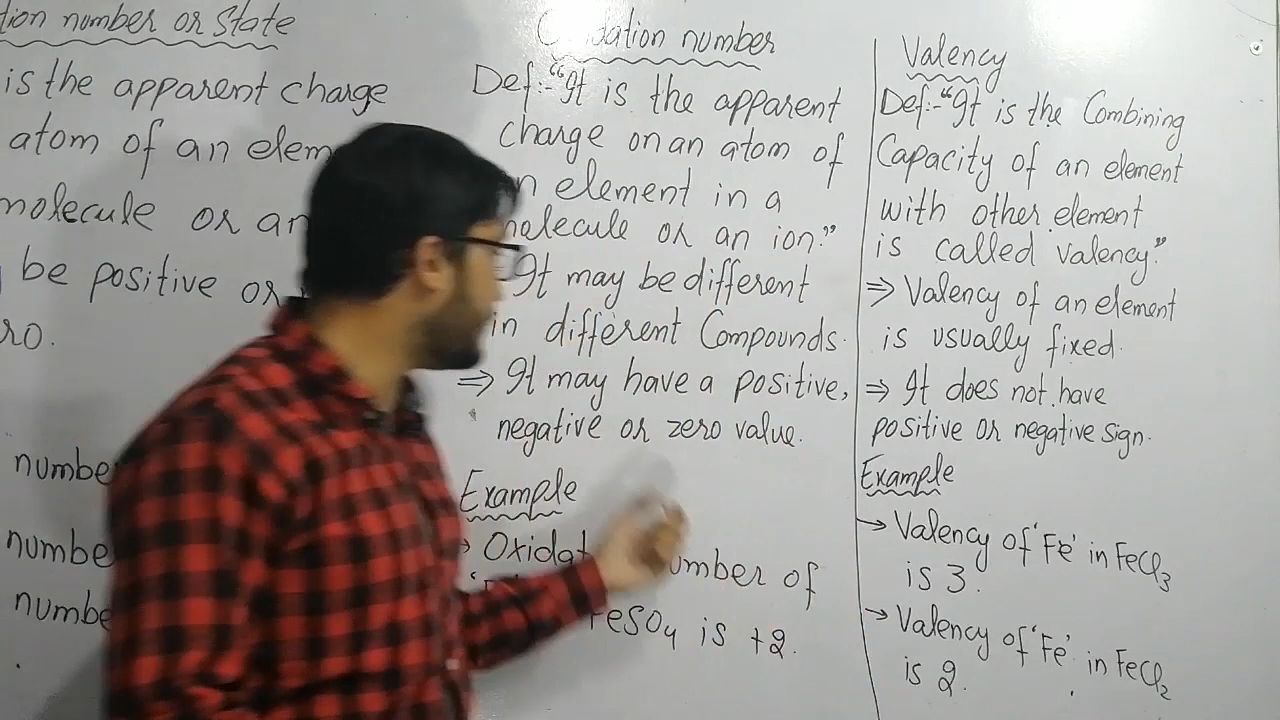 tion number or State
is the apparent charge
atom of an elem
molecule or an
be positive or
ro.
number
numbe
numbe
dation number
Def:- "It is the apparent
charge on an atom of
n element in a
molecule or an ion."
It may be different
in different Compounds.
⇒ It may have a positive,
negative or zero value.
Example
→ Oxidat umber of
FeSO4 is +2.
Valency
Def:- "It is the Combining
Capacity of an element
with other element
is called valency."
⇒ Valency of an element
is usually fixed.
⇒ It does not have
positive or negative sign.
Example
→ Valency of 'Fe' in FeCl3
is 3.
→ Valency of 'Fe' in FeCl2
is 2.